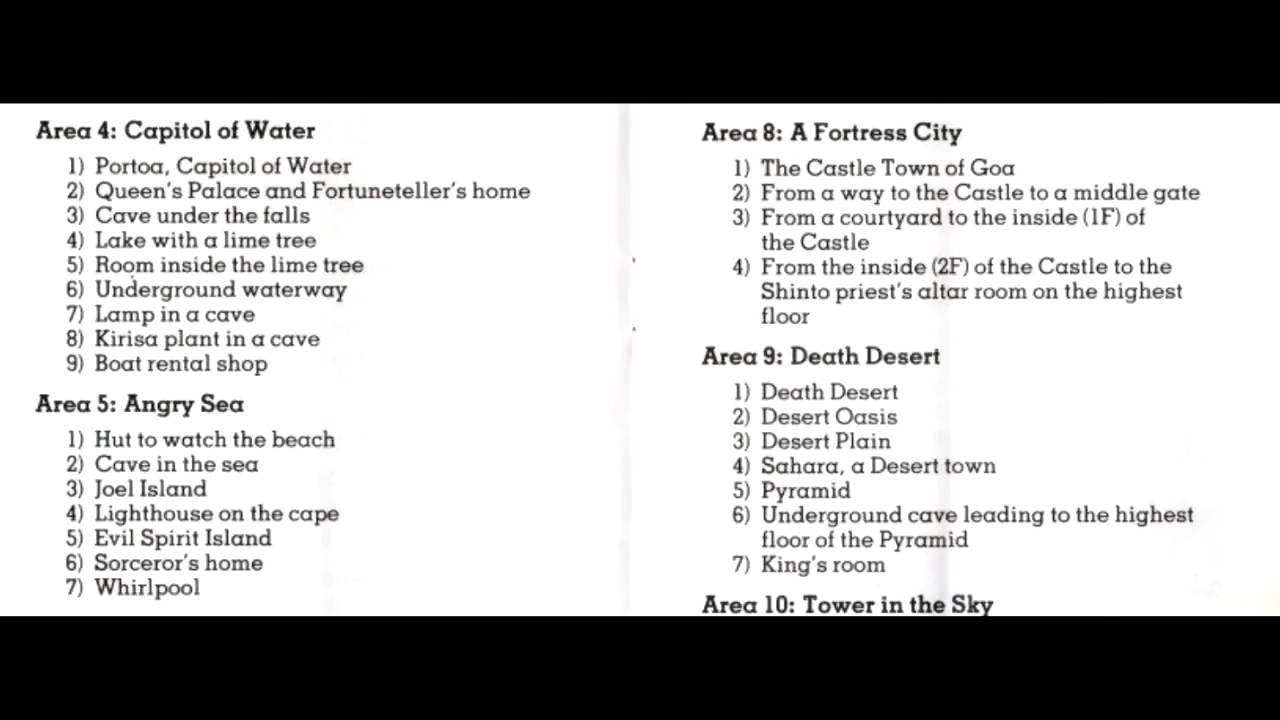 Area 4: Capitol of Water
1) Portoa, Capitol of Water
2) Queen's Palace and Fortuneteller's home
3) Cave under the falls
4) Lake with a lime tree
5) Room inside the lime tree
6) Underground waterway
7) Lamp in a cave
8) Kirisa plant in a cave
9) Boat rental shop
Area 5: Angry Sea
1) Hut to watch the beach
2) Cave in the sea
3) Joel Island
4) Lighthouse on the cape
5) Evil Spirit Island
6) Sorceror's home
7) Whirlpool
Area 8: A Fortress City
1) The Castle Town of Goa
2) From a way to the Castle to a middle gate
3) From a courtyard to the inside (1F) of
the Castle
4) From the inside (2F) of the Castle to the
Shinto priest's altar room on the highest
floor
Area 9: Death Desert
1) Death Desert
2) Desert Oasis
3) Desert Plain
4) Sahara, a Desert town
5) Pyramid
6) Underground cave leading to the highest
floor of the Pyramid
7) King's room
Area 10: Tower in the Sky